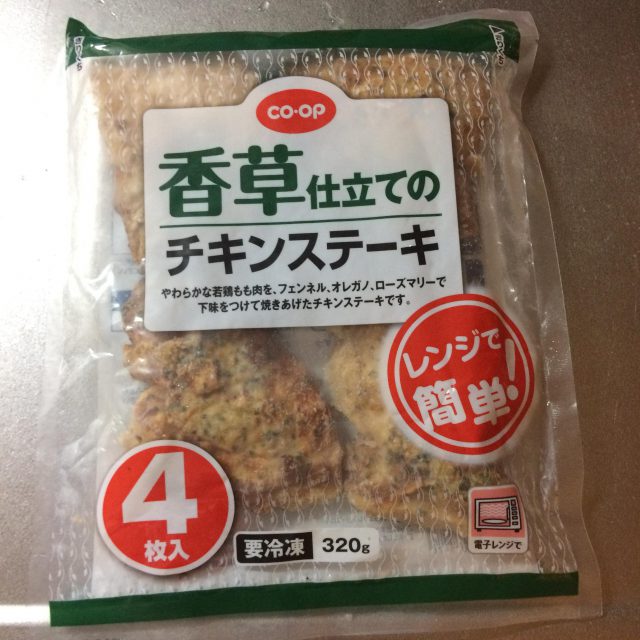 CO·OP
香草仕立ての
チキンステーキ
やわらかな若鶏もも肉を、フェンネル、オレガノ、ローズマリーで
下味をつけて焼きあげたチキンステーキです。
レンジで
簡単!
4
枚入
要冷凍 320g
電子レンジで